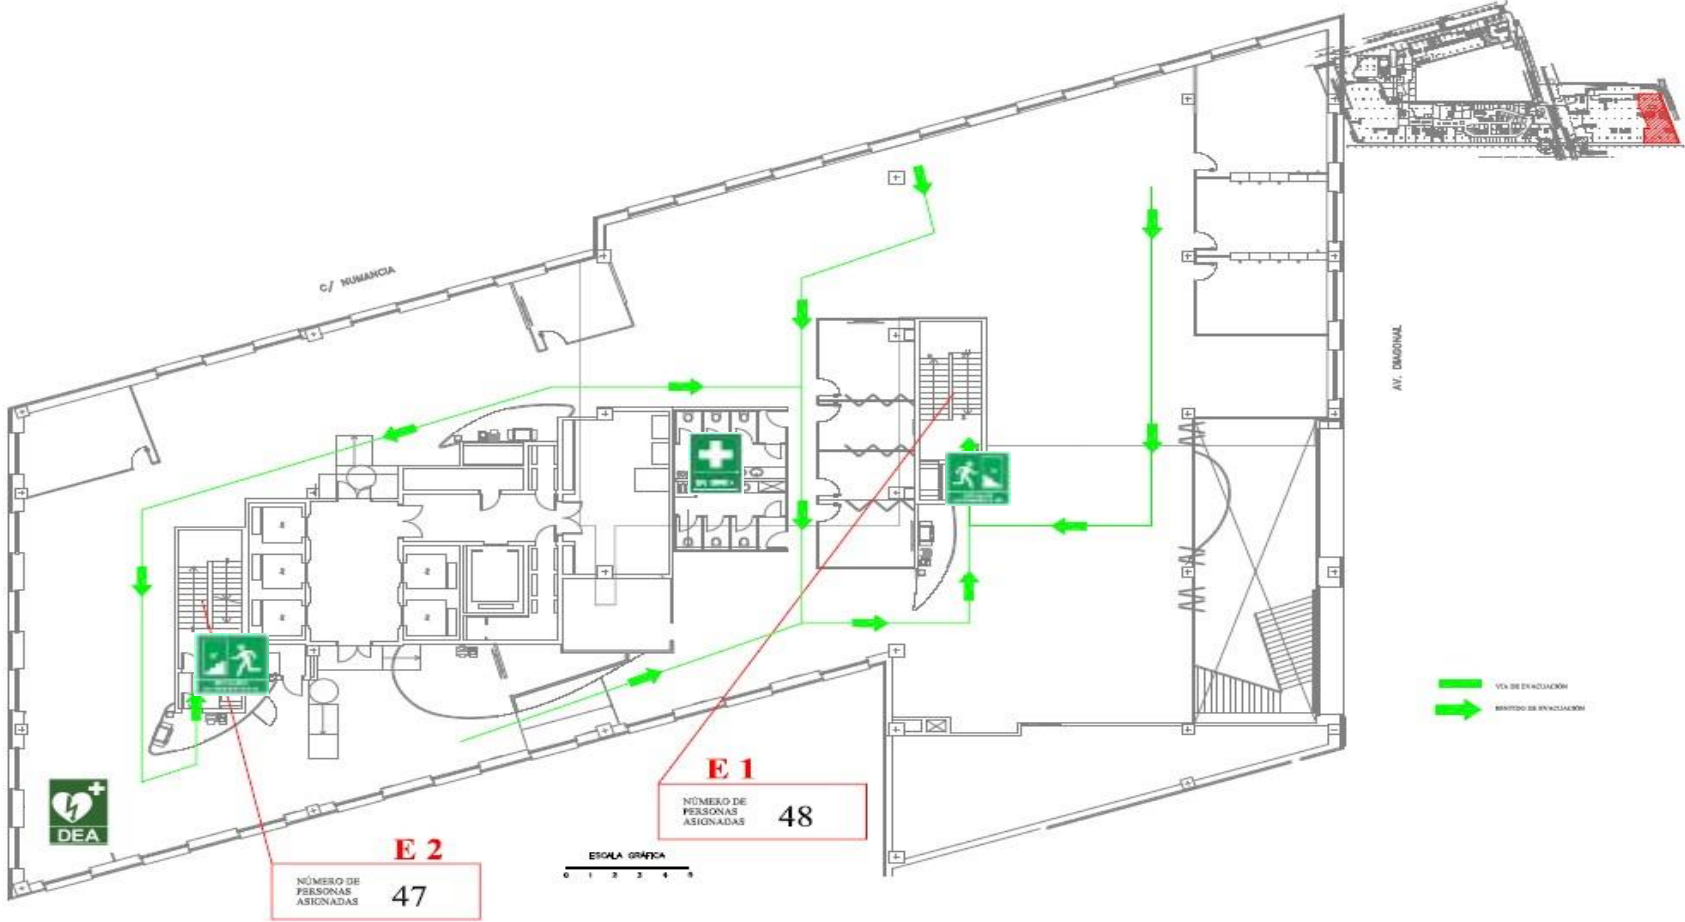 C/ NUMANCIA
AV. DIAGONAL
VÍA DE EVACUACIÓN
SENTIDO DE EVACUACIÓN
E 1
NÚMERO DE
PERSONAS
ASIGNADAS
48
DEA
E 2
NÚMERO DE
PERSONAS
ASIGNADAS
47
ESCALA GRÁFICA
0 1 2 3 4 5